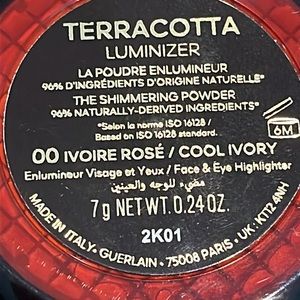 TERRACOTTA
LUMINIZER
LA POUDRE ENLUMINEUR
96% D'INGRÉDIENTS D'ORIGINE NATURELLE*
THE SHIMMERING POWDER
96% NATURALLY-DERIVED INGREDIENTS*
*Selon la norme ISO 16128 /
Based on ISO 16128 standard.
6M
00 IVOIRE ROSÉ / COOL IVORY
Enlumineur Visage et Yeux / Face & Eye Highlighter
مضيء للوجه والعينين
7 g NET WT. 0.24 OZ.
2K01
MADE IN ITALY - GUERLAIN - 75008 PARIS - UK : KT12 4NH